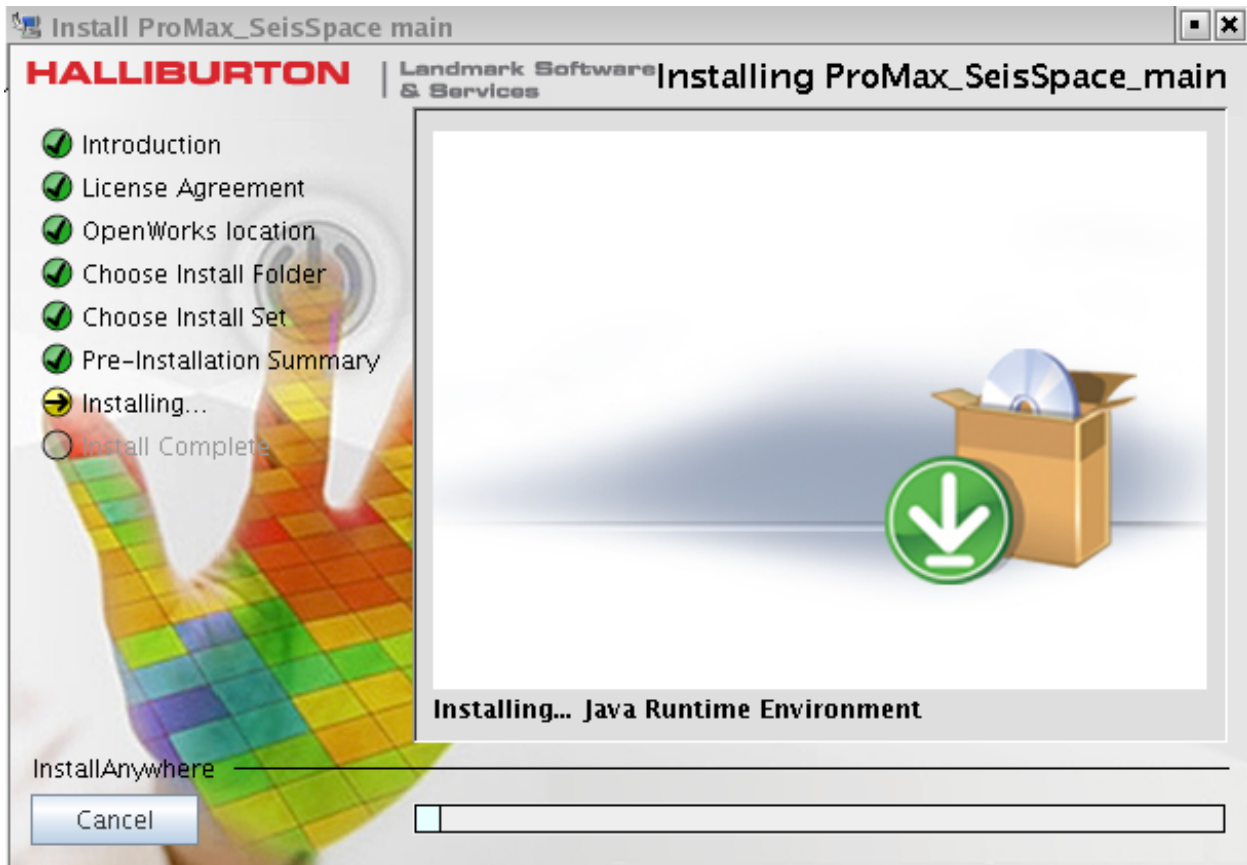 Install ProMax_SeisSpace main
HALLIBURTON
Landmark Software
& Services
Installing ProMax_SeisSpace_main
Introduction
License Agreement
OpenWorks location
Choose Install Folder
Choose Install Set
Pre-Installation Summary
Installing...
Install Complete
Installing... Java Runtime Environment
InstallAnywhere
Cancel